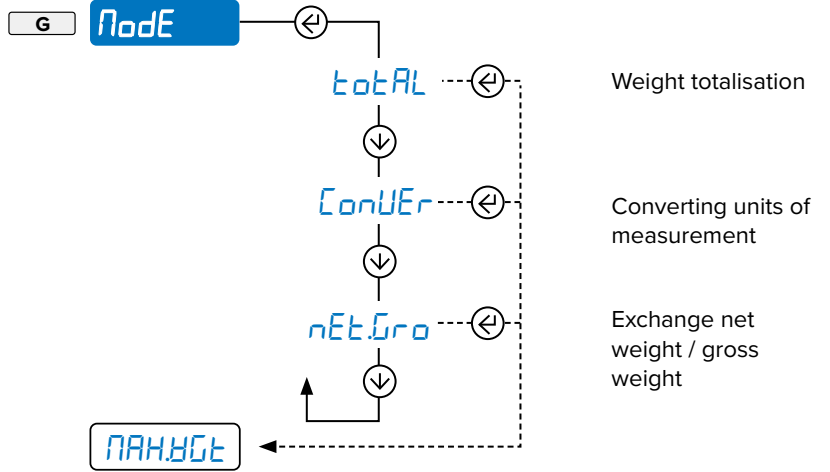 G ModE
totAL Weight totalisation
ConVEr Converting units of
measurement
nEt.Gro Exchange net
weight / gross
weight
MAH.WGt